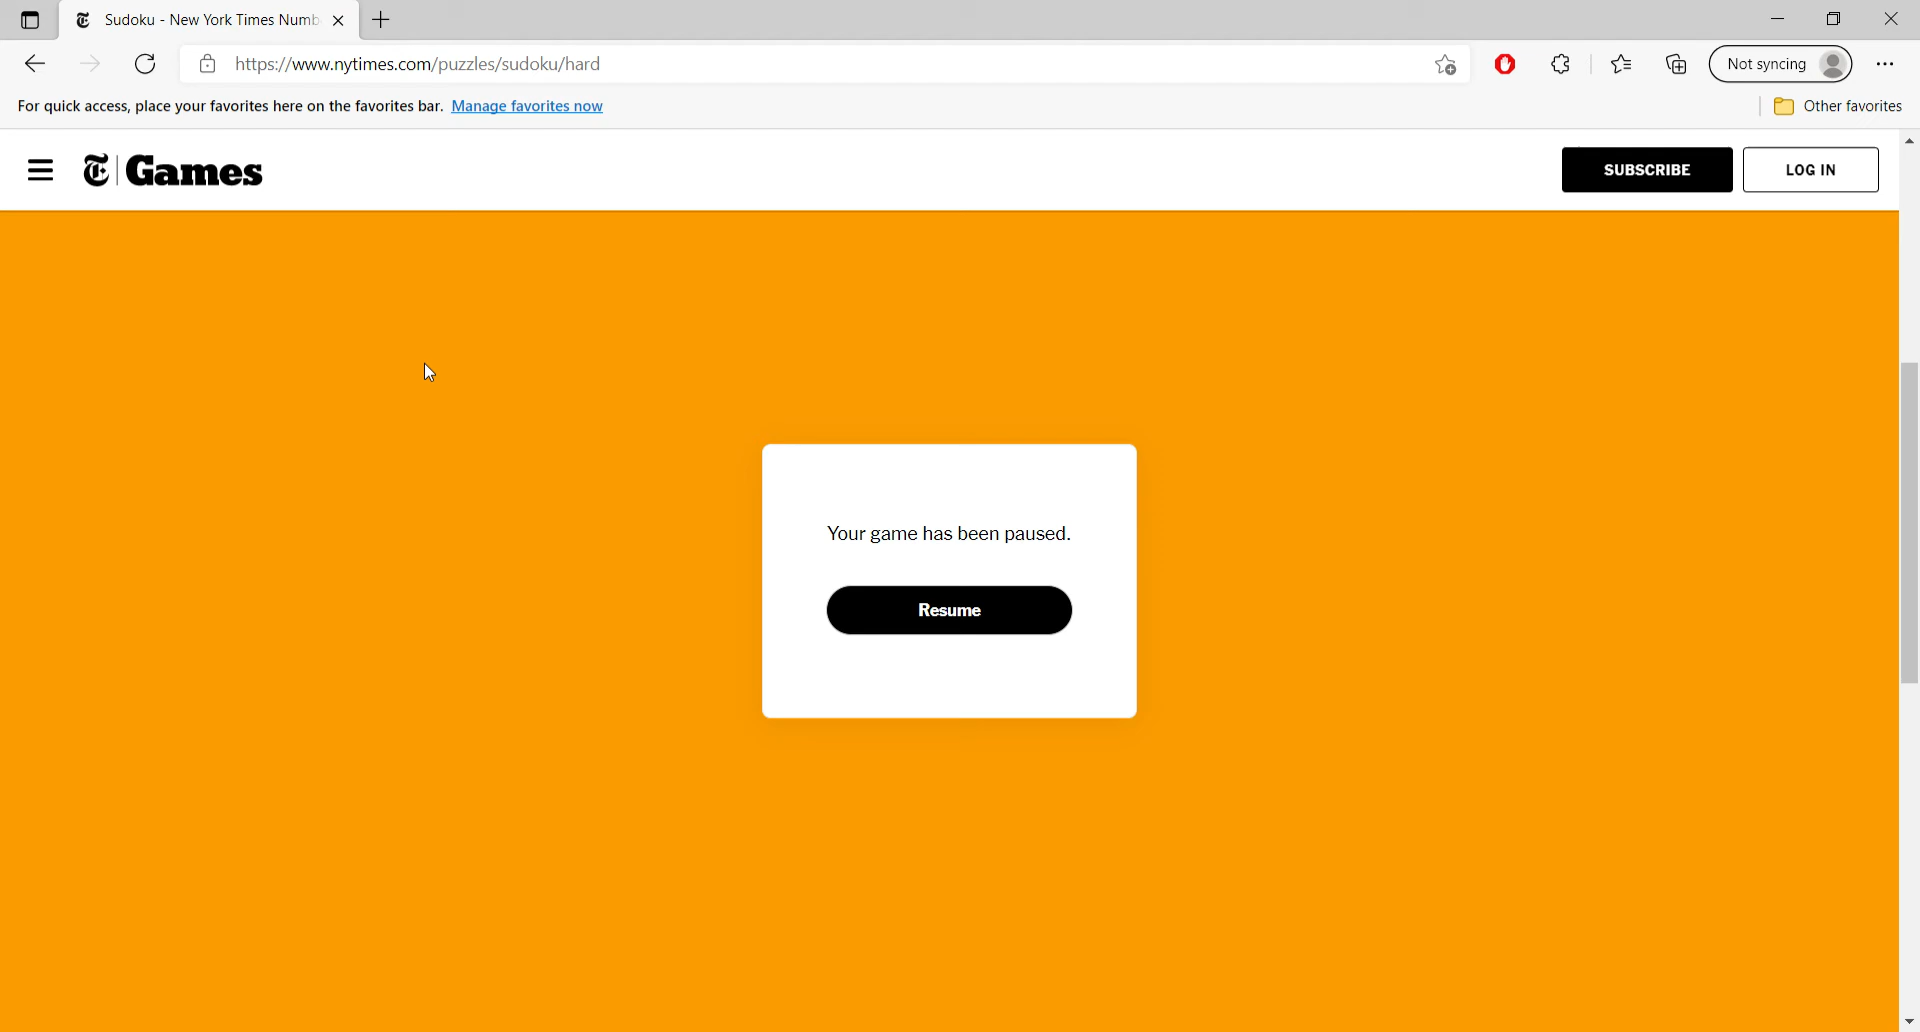 Sudoku - New York Times Numb
https://www.nytimes.com/puzzles/sudoku/hard
Not syncing
For quick access, place your favorites here on the favorites bar. Manage favorites now
Other favorites
T Games
SUBSCRIBE
LOG IN
Your game has been paused.
Resume